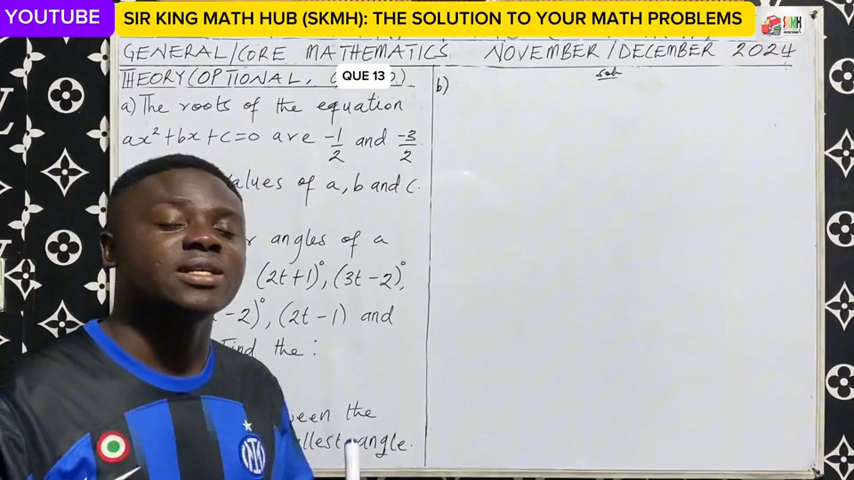 YOUTUBE
SIR KING MATH HUB (SKMH): THE SOLUTION TO YOUR MATH PROBLEMS
SKMH
GENERAL/CORE MATHEMATICS NOVEMBER/DECEMBER 2024
THEORY (OPTIONAL,
QUE 13
a) The roots of the equation
ax²+bx+c=0 are -1/2 and -3/2
values of a, b and c.
angles of a
(2t+1)°, (3t-2)°,
-2)°, (2t-1) and
Find the:
the
angle.
b)
Soln